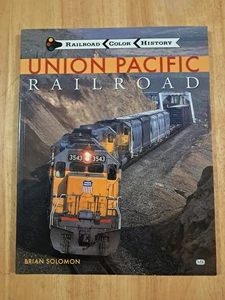 RAILROAD COLOR HISTORY
UNION PACIFIC
RAILROAD
3543 3543
BRIAN SOLOMON